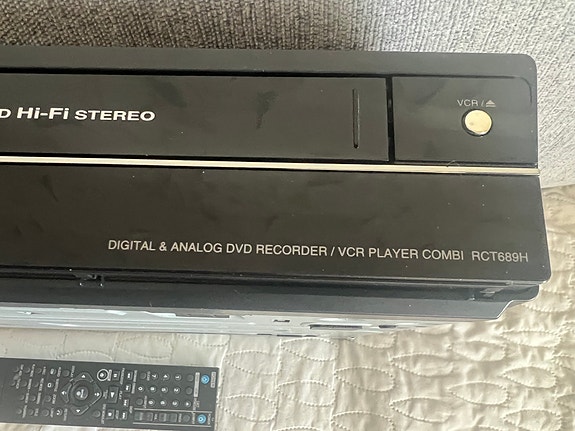 D Hi-Fi STEREO
VCR / ⏏
DIGITAL & ANALOG DVD RECORDER / VCR PLAYER COMBI RCT689H